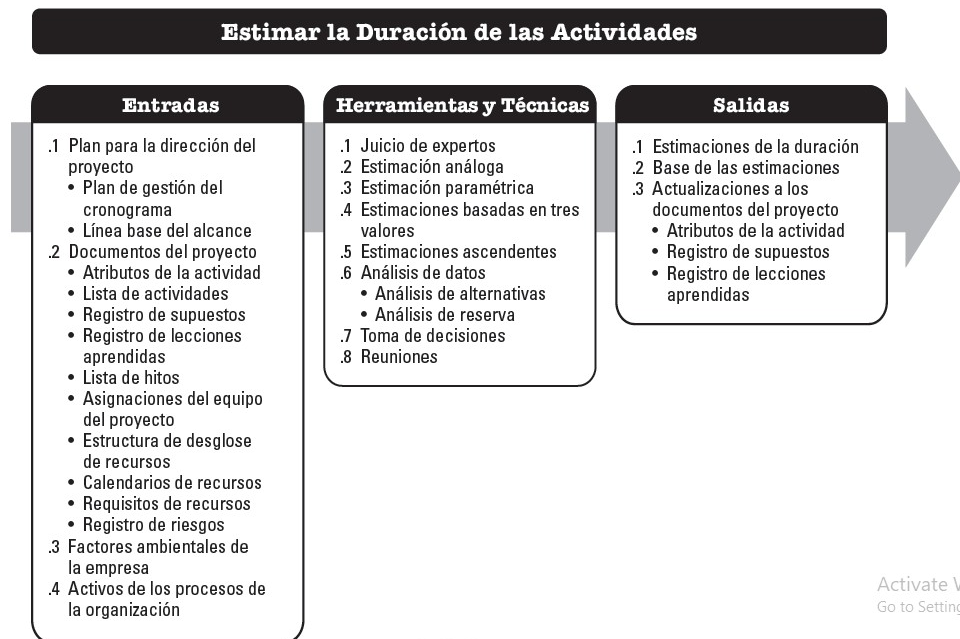 Estimar la Duración de las Actividades
Entradas
.1 Plan para la dirección del
proyecto
• Plan de gestión del
cronograma
• Línea base del alcance
.2 Documentos del proyecto
• Atributos de la actividad
• Lista de actividades
• Registro de supuestos
• Registro de lecciones
aprendidas
• Lista de hitos
• Asignaciones del equipo
del proyecto
• Estructura de desglose
de recursos
• Calendarios de recursos
• Requisitos de recursos
• Registro de riesgos
.3 Factores ambientales de
la empresa
.4 Activos de los procesos de
la organización
Herramientas y Técnicas
.1 Juicio de expertos
.2 Estimación análoga
.3 Estimación paramétrica
.4 Estimaciones basadas en tres
valores
.5 Estimaciones ascendentes
.6 Análisis de datos
• Análisis de alternativas
• Análisis de reserva
.7 Toma de decisiones
.8 Reuniones
Salidas
.1 Estimaciones de la duración
.2 Base de las estimaciones
.3 Actualizaciones a los
documentos del proyecto
• Atributos de la actividad
• Registro de supuestos
• Registro de lecciones
aprendidas
Activate
Go to Setting